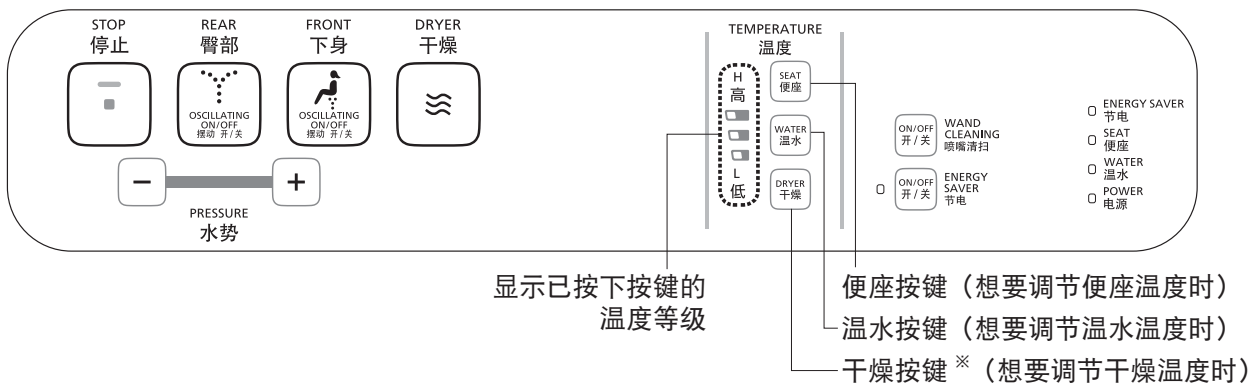 STOP
停止
REAR
臀部
FRONT
下身
DRYER
干燥
OSCILLATING
ON/OFF
摆动 开/关
OSCILLATING
ON/OFF
摆动 开/关
−
+
PRESSURE
水势
TEMPERATURE
温度
H
高
L
低
SEAT
便座
WATER
温水
DRYER
干燥
ON/OFF
开/关
WAND
CLEANING
喷嘴清扫
ON/OFF
开/关
ENERGY
SAVER
节电
ENERGY SAVER
节电
SEAT
便座
WATER
温水
POWER
电源
显示已按下按键的
温度等级
便座按键（想要调节便座温度时）
温水按键（想要调节温水温度时）
干燥按键※（想要调节干燥温度时）